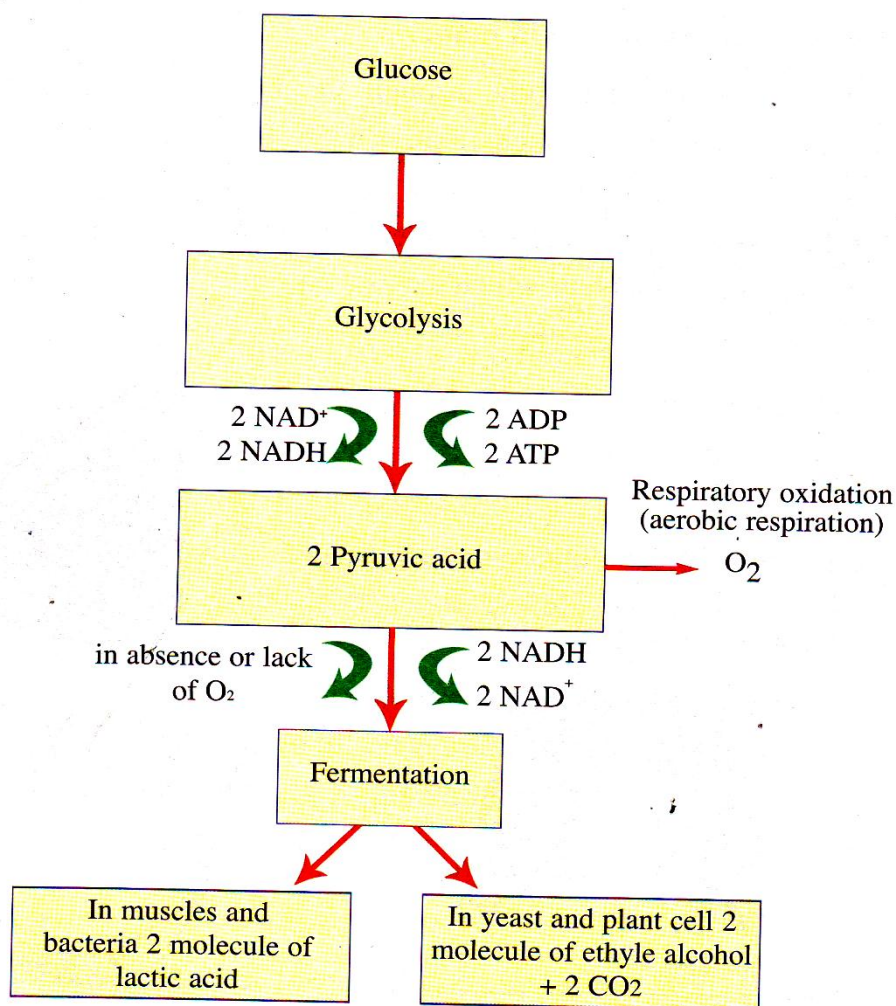 Glucose
Glycolysis
2 NAD⁺
2 NADH
2 ADP
2 ATP
2 Pyruvic acid
Respiratory oxidation
(aerobic respiration)
O₂
in absence or lack
of O₂
2 NADH
2 NAD⁺
Fermentation
In muscles and
bacteria 2 molecule of
lactic acid
In yeast and plant cell 2
molecule of ethyle alcohol
+ 2 CO₂